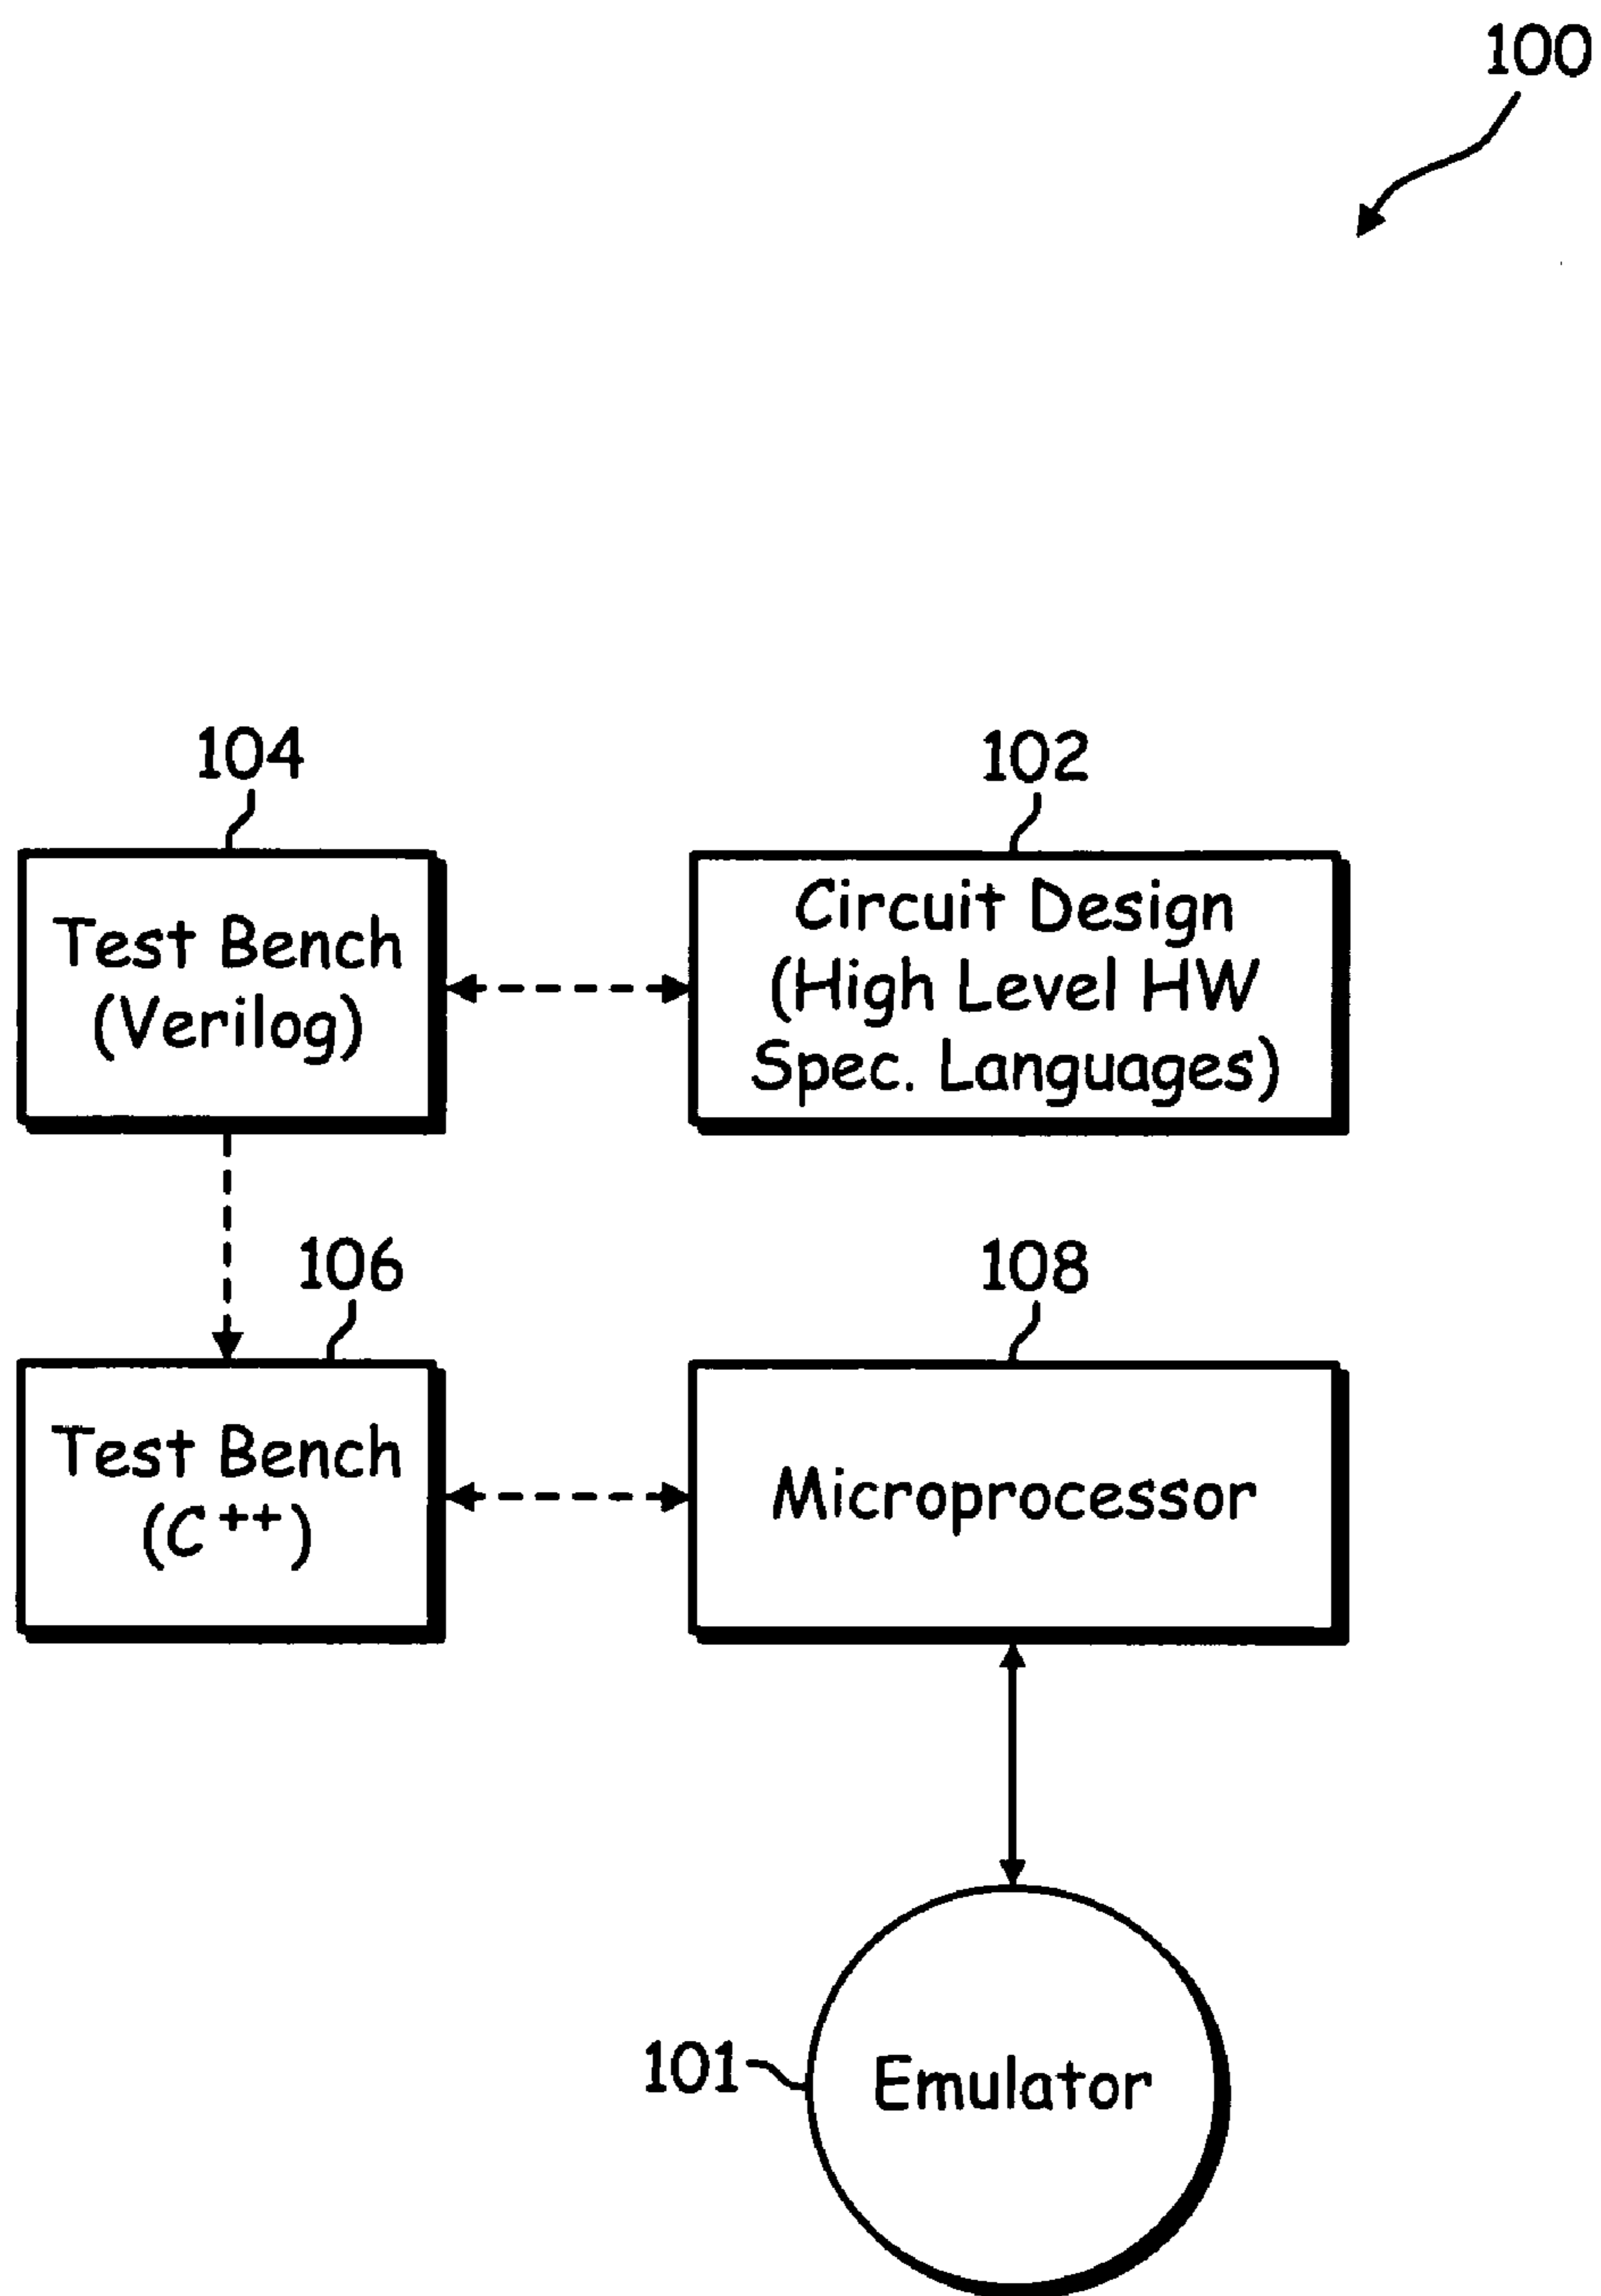 100
104
102
Test Bench
(Verilog)
Circuit Design
(High Level HW
Spec. Languages)
106
108
Test Bench
(C++)
Microprocessor
101
Emulator